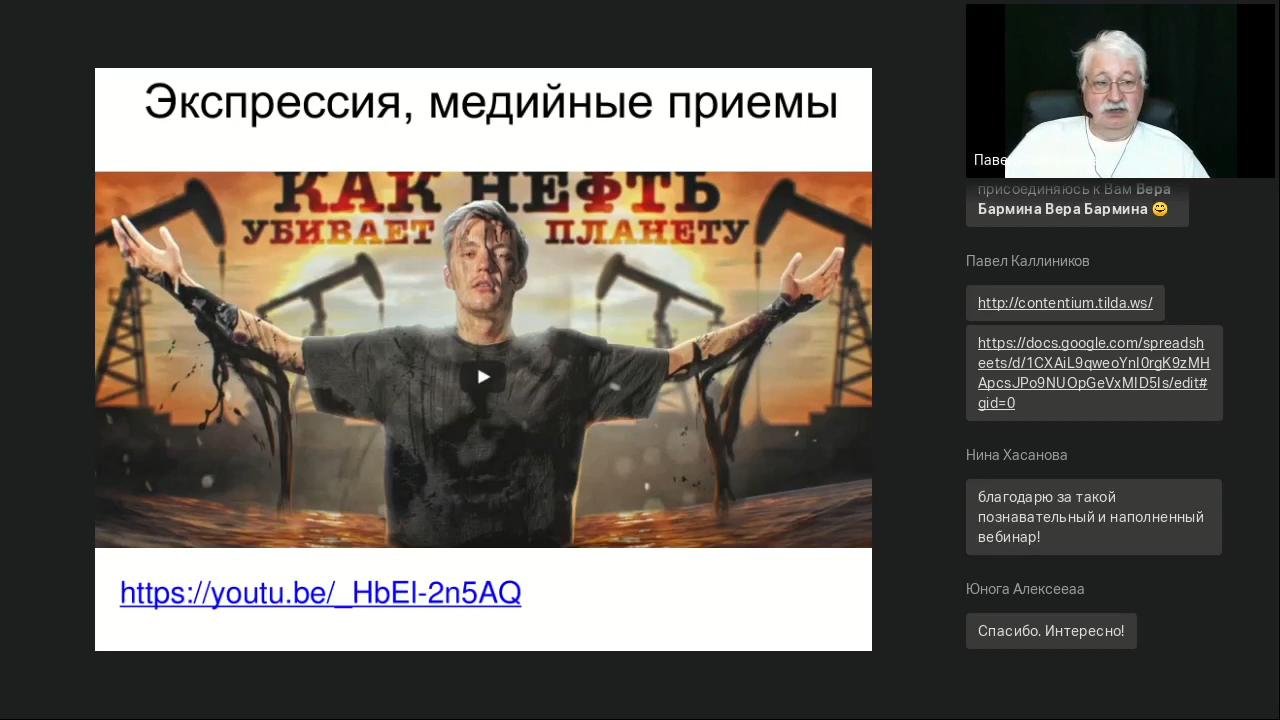 Экспрессия, медийные приемы
КАК НЕФТЬ
УБИВАЕТ ПЛАНЕТУ
https://youtu.be/_HbEl-2n5AQ
Паве
присоединяюсь к Вам Вера
Бармина Вера Бармина 😊
Павел Каллиников
http://contentium.tilda.ws/
https://docs.google.com/spreadsh
eets/d/1CXAiL9qweoYnI0rgK9zMH
ApcsJPo9NUOpGeVxMID5Is/edit#
gid=0
Нина Хасанова
благодарю за такой
познавательный и наполненный
вебинар!
Юнога Алексееаа
Спасибо. Интересно!